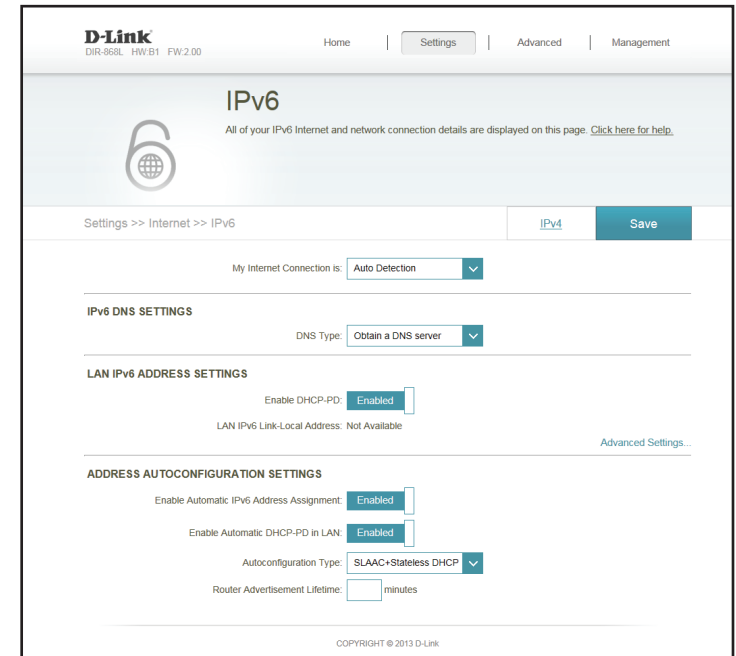 D-Link
DIR-868L HW:B1 FW:2.00
Home
Settings
Advanced
Management
IPv6
All of your IPv6 Internet and network connection details are displayed on this page. Click here for help.
Settings >> Internet >> IPv6
IPv4
Save
My Internet Connection is: Auto Detection
IPv6 DNS SETTINGS
DNS Type: Obtain a DNS server
LAN IPv6 ADDRESS SETTINGS
Enable DHCP-PD: Enabled
LAN IPv6 Link-Local Address: Not Available
Advanced Settings...
ADDRESS AUTOCONFIGURATION SETTINGS
Enable Automatic IPv6 Address Assignment: Enabled
Enable Automatic DHCP-PD in LAN: Enabled
Autoconfiguration Type: SLAAC+Stateless DHCP
Router Advertisement Lifetime: minutes
COPYRIGHT © 2013 D-Link